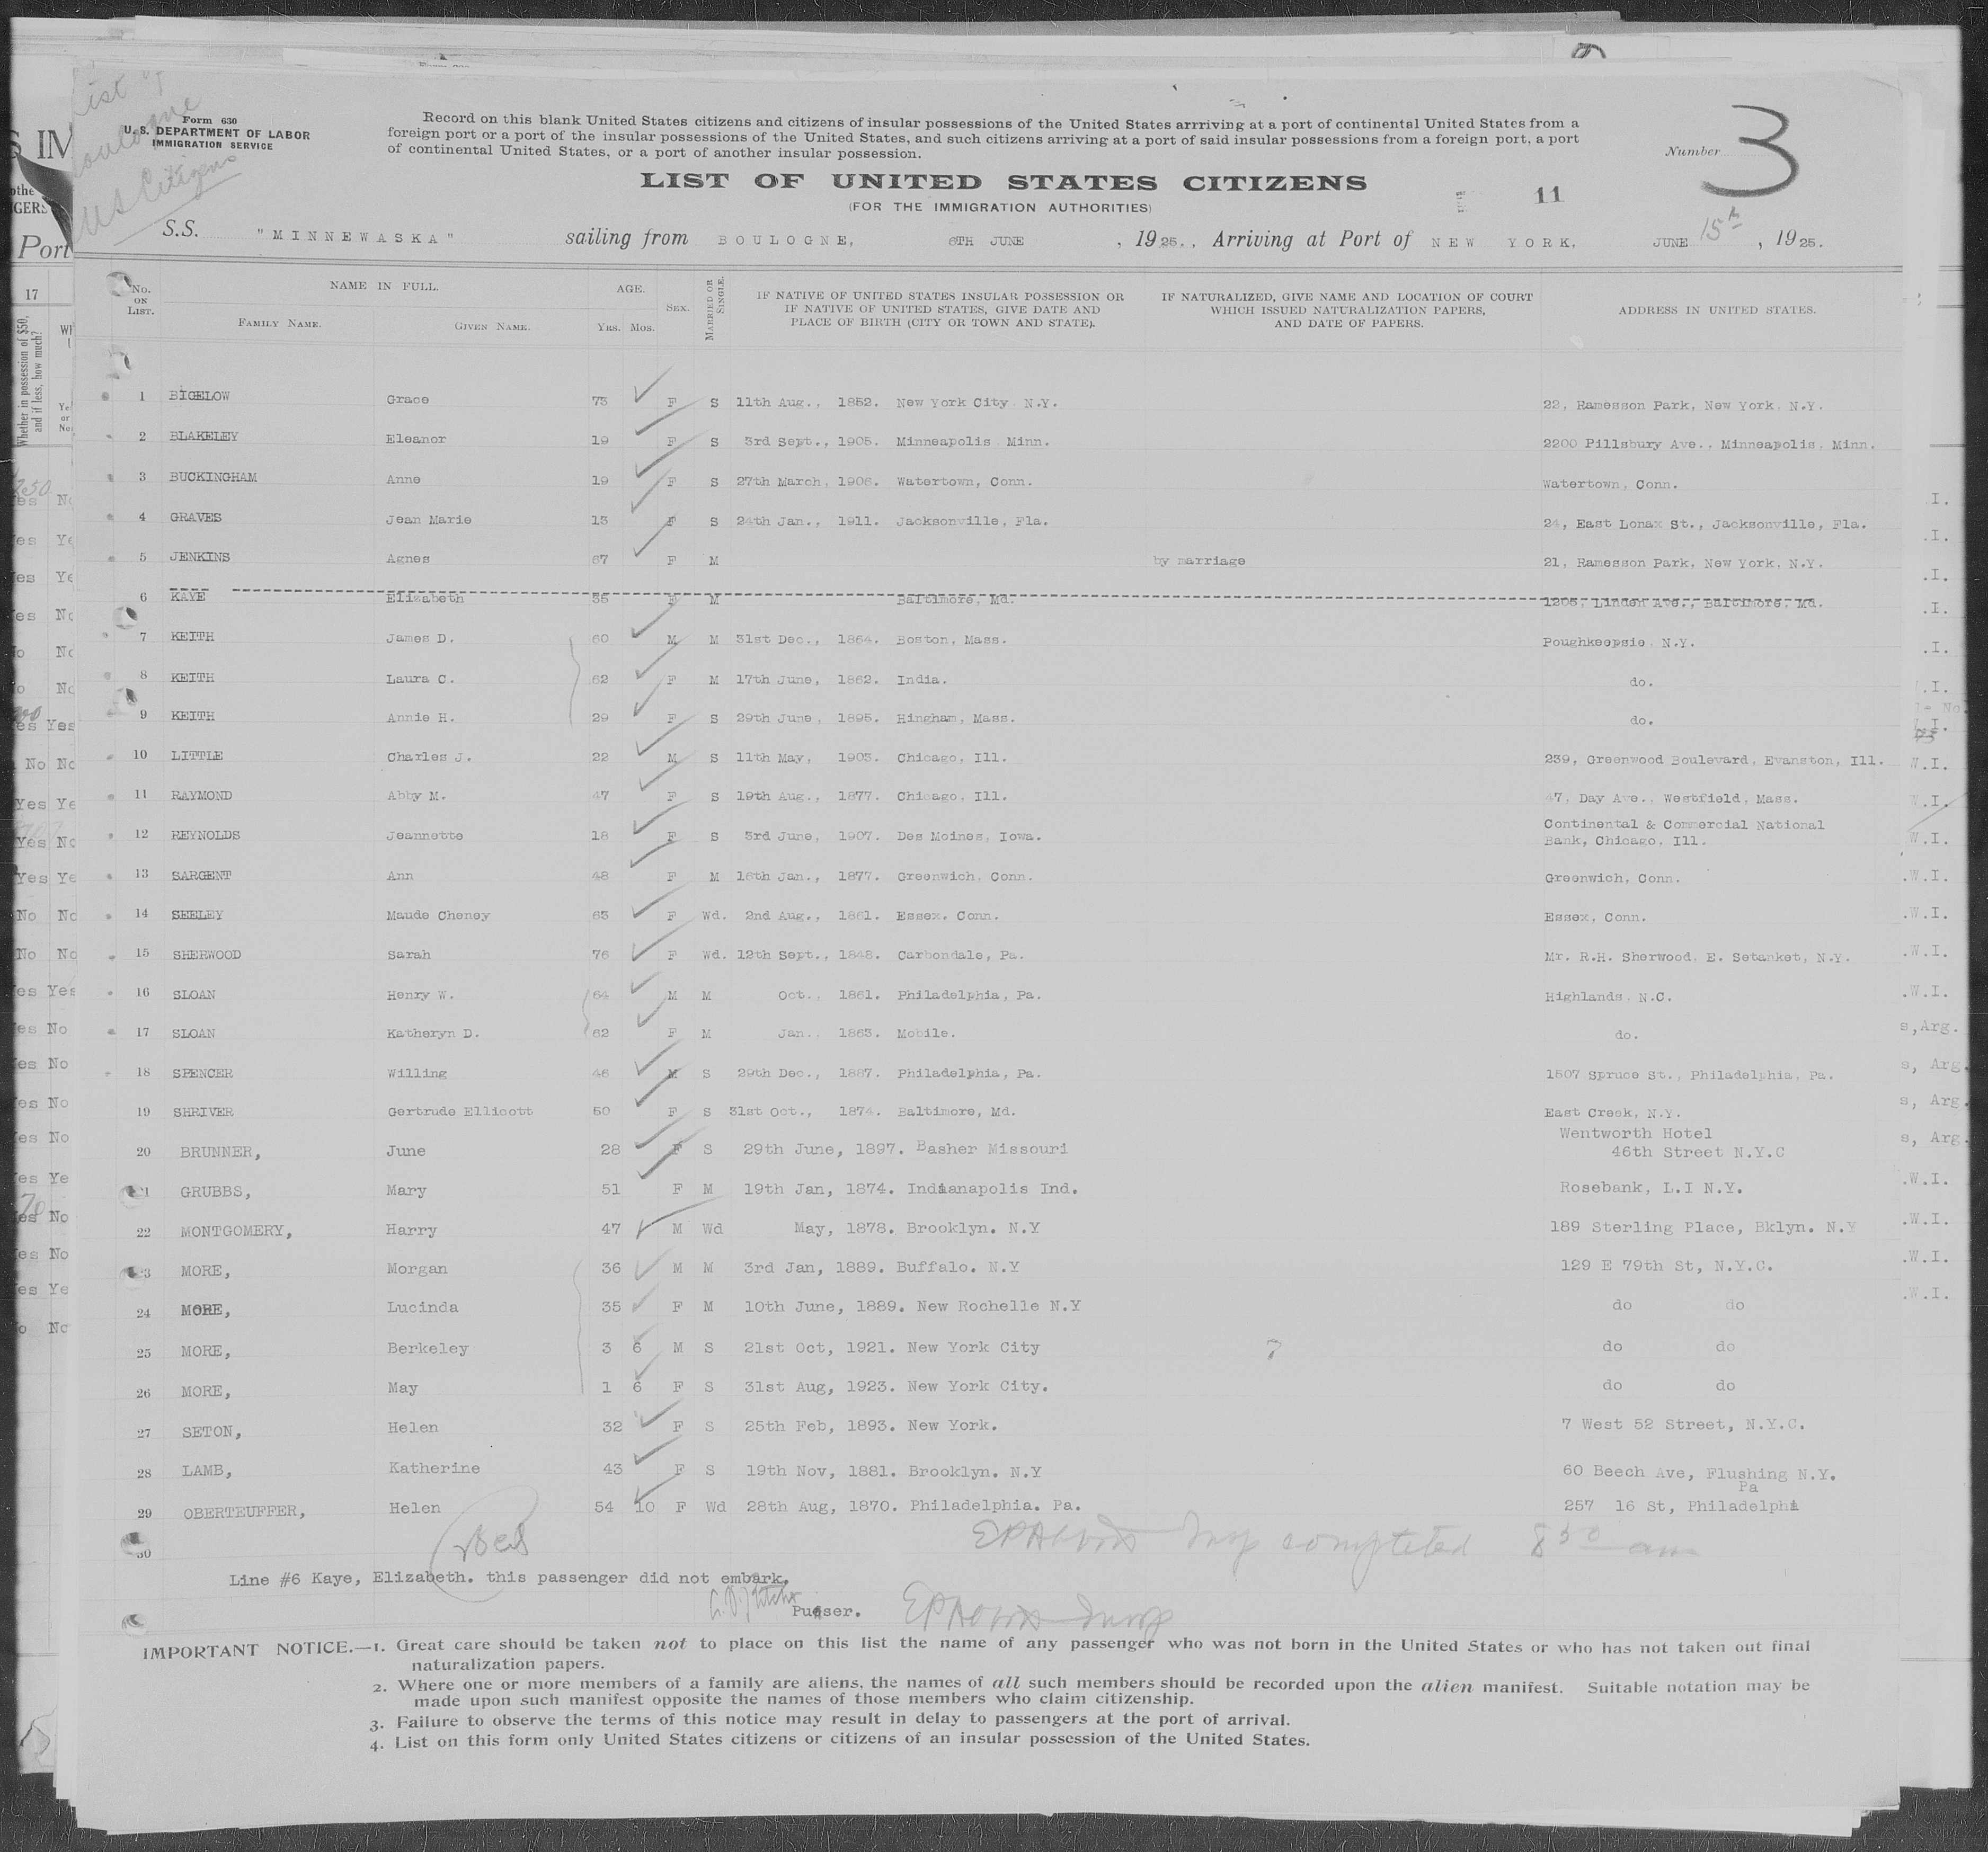 List of
Boulogne
US Citizens
Form 630
U. S. DEPARTMENT OF LABOR
IMMIGRATION SERVICE
Record on this blank United States citizens and citizens of insular possessions of the United States arrriving at a port of continental United States from a
foreign port or a port of the insular possessions of the United States, and such citizens arriving at a port of said insular possessions from a foreign port, a port
of continental United States, or a port of another insular possession.
Number 3
LIST OF UNITED STATES CITIZENS
(FOR THE IMMIGRATION AUTHORITIES)
11
S.S. "MINNEWASKA" sailing from BOULOGNE, 6TH JUNE , 1925., Arriving at Port of NEW YORK, JUNE 15th , 1925.
No. ON LIST. NAME IN FULL. FAMILY NAME. GIVEN NAME. AGE. YRS. MOS. SEX. MARRIED OR SINGLE.
IF NATIVE OF UNITED STATES INSULAR POSSESSION OR
IF NATIVE OF UNITED STATES, GIVE DATE AND
PLACE OF BIRTH (CITY OR TOWN AND STATE).
IF NATURALIZED, GIVE NAME AND LOCATION OF COURT
WHICH ISSUED NATURALIZATION PAPERS,
AND DATE OF PAPERS.
ADDRESS IN UNITED STATES.
1 BIGELOW Grace 73 F S 11th Aug., 1852. New York City N.Y. 22, Ramesson Park, New York, N.Y.
2 BLAKELEY Eleanor 19 F S 3rd Sept., 1905. Minneapolis Minn. 2200 Pillsbury Ave., Minneapolis, Minn.
3 BUCKINGHAM Anne 19 F S 27th March, 1906. Watertown, Conn. Watertown, Conn.
4 GRAVES Jean Marie 13 F S 24th Jan., 1911. Jacksonville, Fla. 24, East Lonax St., Jacksonville, Fla.
5 JENKINS Agnes 67 F M by marriage 21, Ramesson Park, New York, N.Y.
6 KAYE Elizabeth 35 F M Baltimore, Md. 1206, Linden Ave., Baltimore, Md.
7 KEITH James D. 60 M M 31st Dec., 1864. Boston, Mass. Poughkeepsie, N.Y.
8 KEITH Laura C. 62 F M 17th June, 1862. India. do.
9 KEITH Annie H. 29 F S 29th June, 1895. Hingham, Mass. do.
10 LITTLE Charles J. 22 M S 11th May, 1903. Chicago, Ill. 239, Greenwood Boulevard, Evanston, Ill.
11 RAYMOND Abby M. 47 F S 19th Aug., 1877. Chicago, Ill. 47, Day Ave., Westfield, Mass.
12 REYNOLDS Jeannette 18 F S 3rd June, 1907. Des Moines, Iowa. Continental & Commercial National
Bank, Chicago, Ill.
13 SARGENT Ann 48 F M 16th Jan., 1877. Greenwich, Conn. Greenwich, Conn.
14 SEELEY Maude Cheney 63 F Wd. 2nd Aug., 1861. Essex, Conn. Essex, Conn.
15 SHERWOOD Sarah 76 F Wd. 12th Sept., 1848. Carbondale, Pa. Mr. R.H. Sherwood, E. Setanket, N.Y.
16 SLOAN Henry W. 64 M M Oct., 1861. Philadelphia, Pa. Highlands, N.C.
17 SLOAN Katheryn D. 62 F M Jan., 1863. Mobile. do.
18 SPENCER Willing 46 M S 29th Dec., 1887. Philadelphia, Pa. 1507 Spruce St., Philadelphia, Pa.
19 SHRIVER Gertrude Ellicott 50 F S 31st Oct., 1874. Baltimore, Md. East Creek, N.Y.
20 BRUNNER, June 28 F S 29th June, 1897. Basher Missouri Wentworth Hotel
46th Street N.Y.C
21 GRUBBS, Mary 51 F M 19th Jan, 1874. Indianapolis Ind. Rosebank, L.I N.Y.
22 MONTGOMERY, Harry 47 M Wd May, 1878. Brooklyn. N.Y 189 Sterling Place, Bklyn. N.Y
23 MORE, Morgan 36 M M 3rd Jan, 1889. Buffalo. N.Y 129 E 79th St, N.Y.C.
24 MORE, Lucinda 35 F M 10th June, 1889. New Rochelle N.Y do do
25 MORE, Berkeley 3 6 M S 21st Oct, 1921. New York City 7 do do
26 MORE, May 1 6 F S 31st Aug, 1923. New York City. do do
27 SETON, Helen 32 F S 25th Feb, 1893. New York. 7 West 52 Street, N.Y.C.
28 LAMB, Katherine 43 F S 19th Nov, 1881. Brooklyn. N.Y 60 Beech Ave, Flushing N.Y.
29 OBERTEUFFER, Helen 54 10 F Wd 28th Aug, 1870. Philadelphia. Pa. 257 16 St, Philadelphia Pa
30
Insp completed 8 30 am
Line #6 Kaye, Elizabeth. this passenger did not embark.
Purser.
IMPORTANT NOTICE.—1. Great care should be taken not to place on this list the name of any passenger who was not born in the United States or who has not taken out final
naturalization papers.
2. Where one or more members of a family are aliens, the names of all such members should be recorded upon the alien manifest. Suitable notation may be
made upon such manifest opposite the names of those members who claim citizenship.
3. Failure to observe the terms of this notice may result in delay to passengers at the port of arrival.
4. List on this form only United States citizens or citizens of an insular possession of the United States.